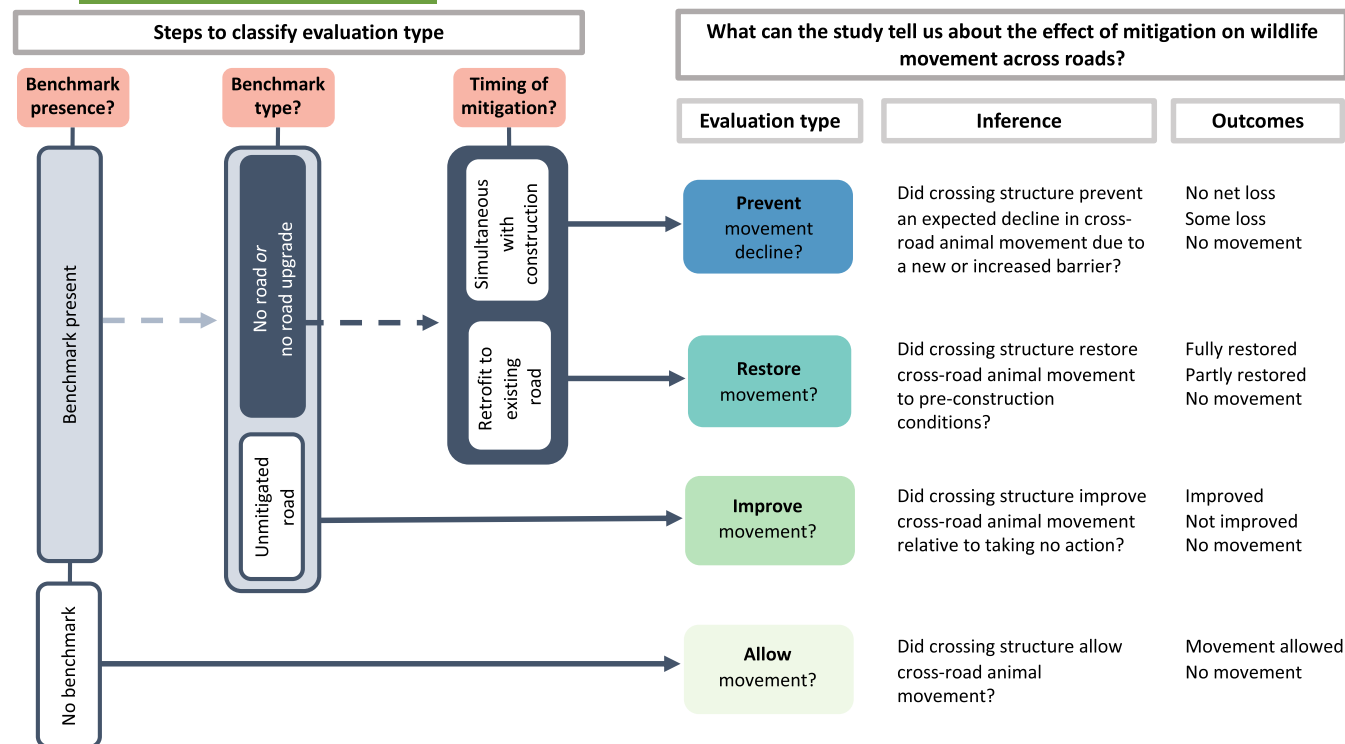 Steps to classify evaluation type
What can the study tell us about the effect of mitigation on wildlife
movement across roads?
Benchmark
presence?
Benchmark
type?
Timing of
mitigation?
Evaluation type
Inference
Outcomes
Benchmark present
No benchmark
No road or
no road upgrade
Unmitigated
road
Simultaneous
with
construction
Retrofit to
existing
road
Prevent
movement
decline?
Did crossing structure prevent
an expected decline in cross-
road animal movement due to
a new or increased barrier?
No net loss
Some loss
No movement
Restore
movement?
Did crossing structure restore
cross-road animal movement
to pre-construction
conditions?
Fully restored
Partly restored
No movement
Improve
movement?
Did crossing structure improve
cross-road animal movement
relative to taking no action?
Improved
Not improved
No movement
Allow
movement?
Did crossing structure allow
cross-road animal
movement?
Movement allowed
No movement